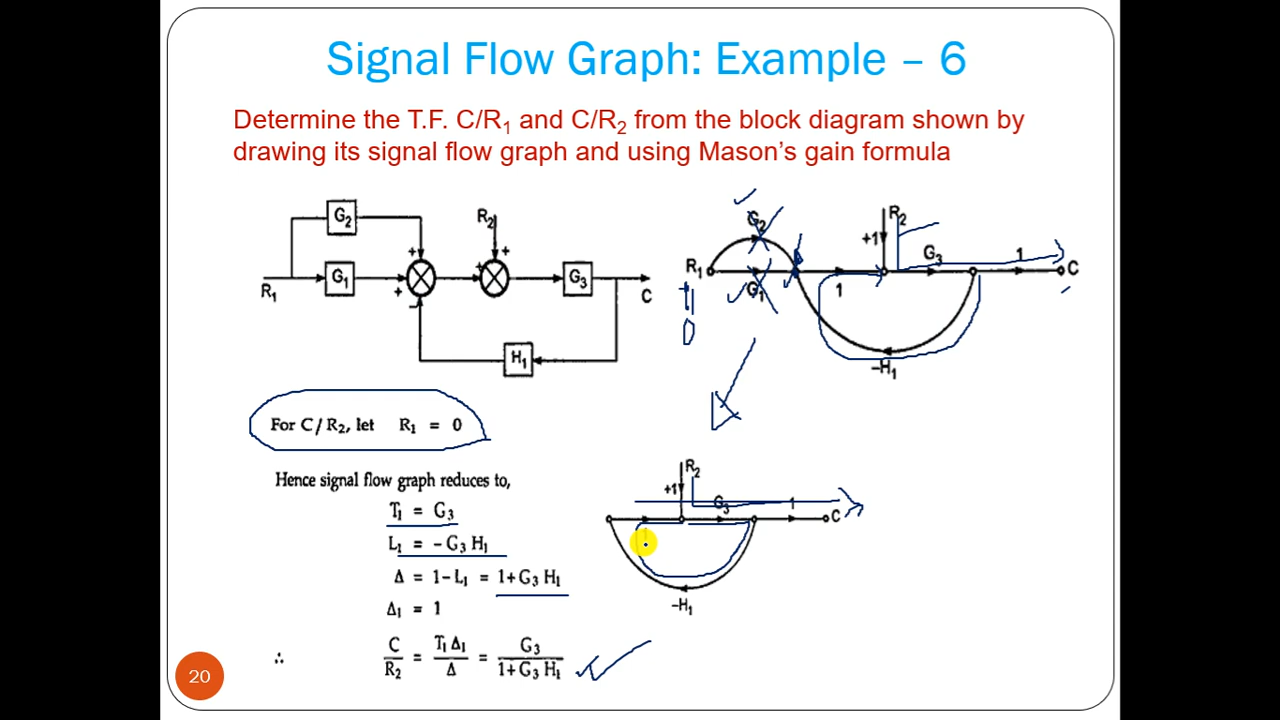 Signal Flow Graph: Example – 6
Determine the T.F. C/R₁ and C/R₂ from the block diagram shown by
drawing its signal flow graph and using Mason's gain formula
G₂
R₂
+
+
R₁
G₁
+
+
−
G₃
C
H₁
G₂
R₂
+1
G₃
1
R₁
C
G₁
1
−H₁
0
For C / R₂, let R₁ = 0
Hence signal flow graph reduces to,
T₁ = G₃
L₁ = − G₃ H₁
Δ = 1 − L₁ = 1 + G₃ H₁
Δ₁ = 1
∴ C/R₂ = T₁ Δ₁/Δ = G₃/1 + G₃ H₁
R₂
+1
G₃
1
C
−H₁
20